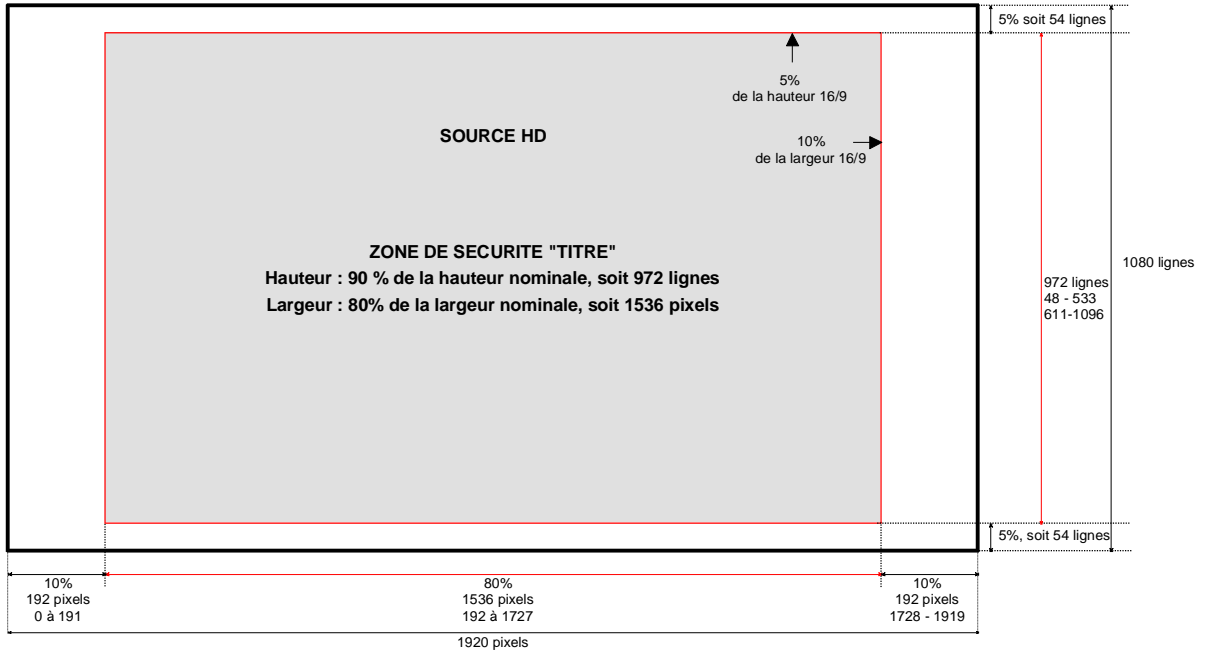 5% soit 54 lignes
5%
de la hauteur 16/9
SOURCE HD
10%
de la largeur 16/9
ZONE DE SECURITE "TITRE"
Hauteur : 90 % de la hauteur nominale, soit 972 lignes
Largeur : 80% de la largeur nominale, soit 1536 pixels
1080 lignes
972 lignes
48 - 533
611-1096
5%, soit 54 lignes
10%
192 pixels
0 à 191
80%
1536 pixels
192 à 1727
10%
192 pixels
1728 - 1919
1920 pixels